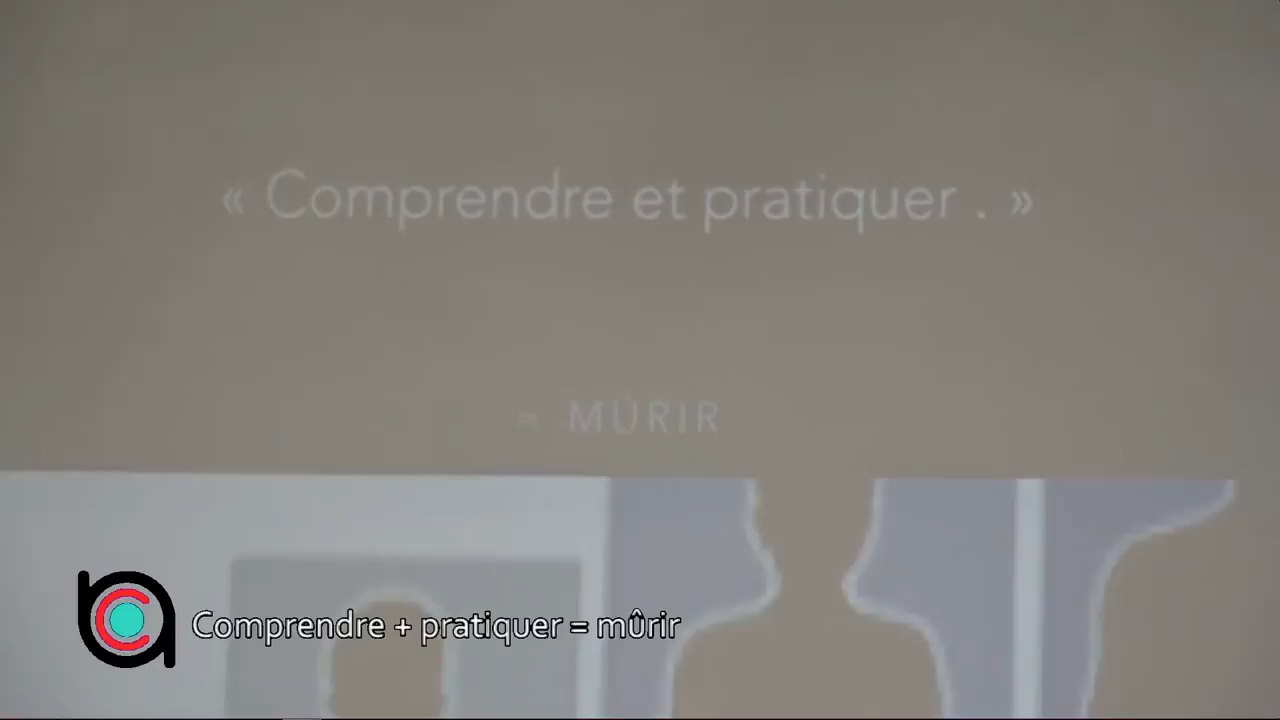 « Comprendre et pratiquer . »
= MÛRIR
Comprendre + pratiquer = mûrir